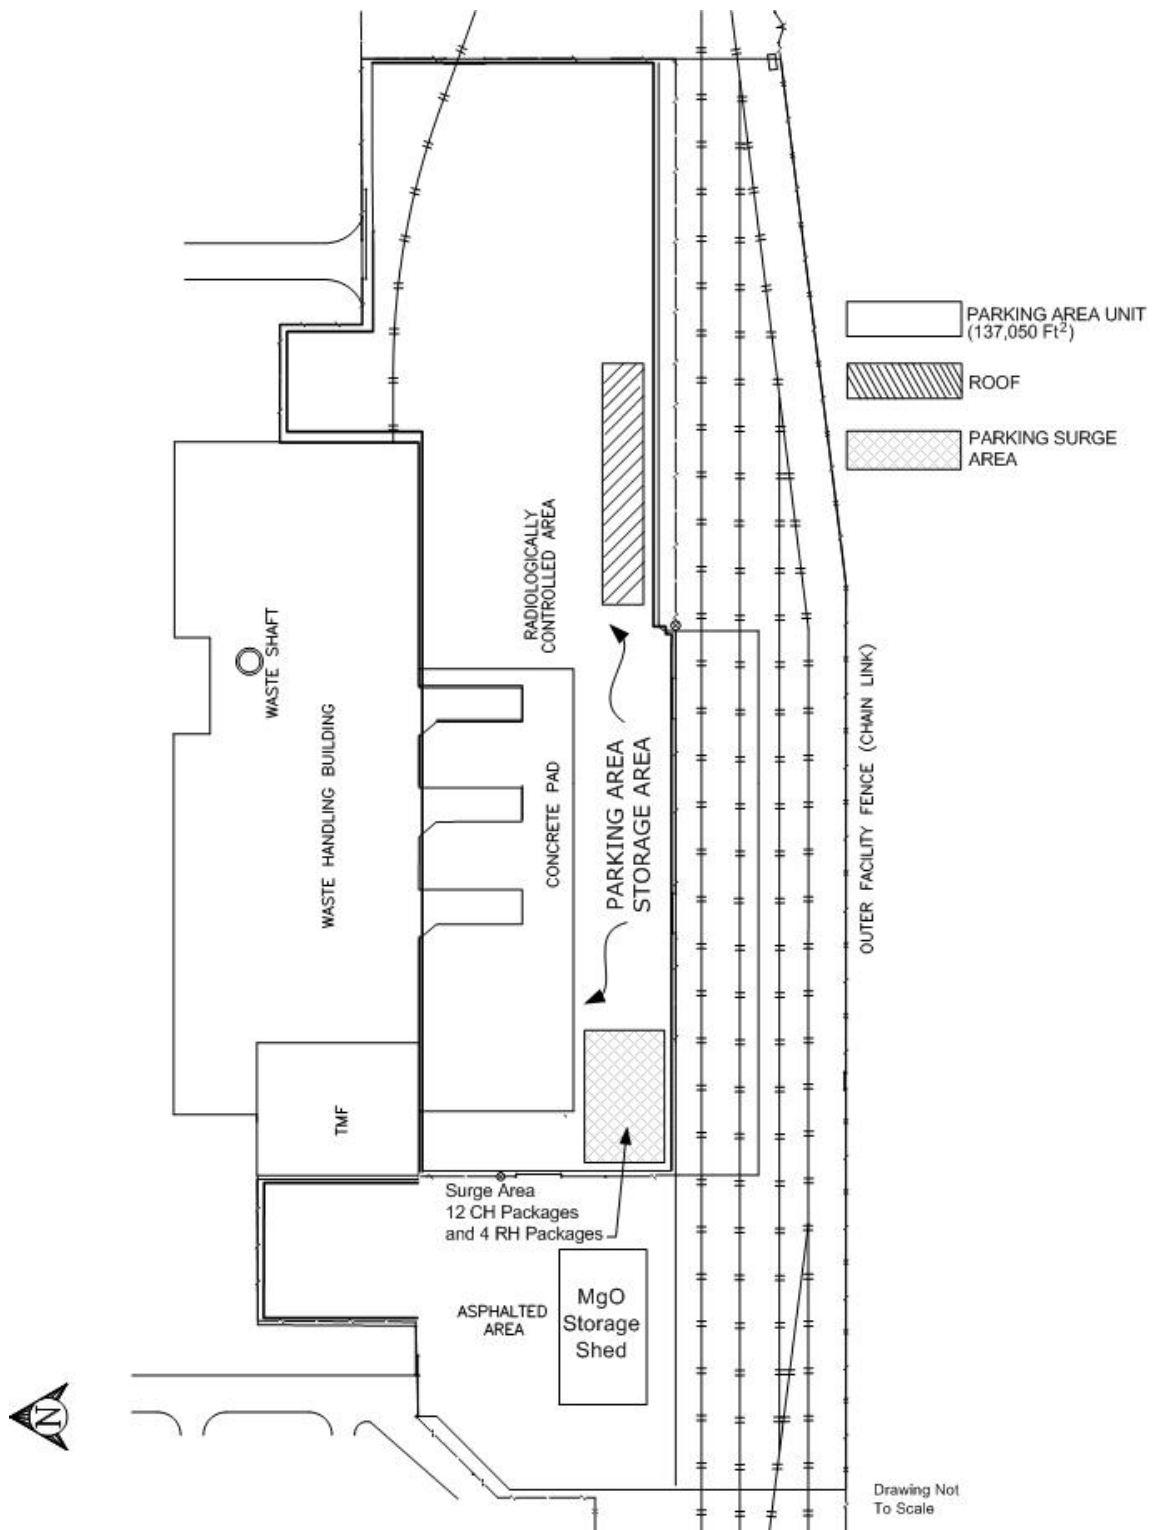 PARKING AREA UNIT
(137,050 Ft²)
ROOF
PARKING SURGE
AREA
RADIOLOGICALLY
CONTROLLED AREA
WASTE SHAFT
WASTE HANDLING BUILDING
CONCRETE PAD
PARKING AREA
STORAGE AREA
OUTER FACILITY FENCE (CHAIN LINK)
TMF
Surge Area
12 CH Packages
and 4 RH Packages
ASPHALTED
AREA
MgO
Storage
Shed
N
Drawing Not
To Scale